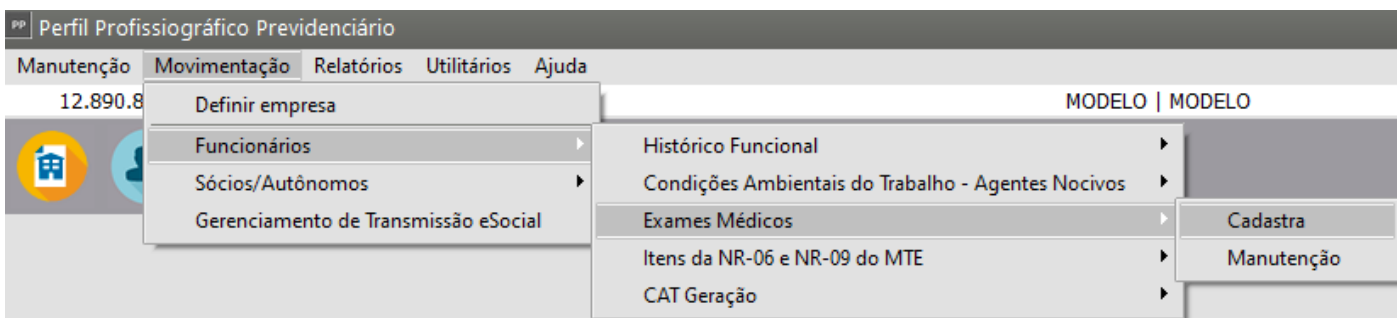 PP Perfil Profissiográfico Previdenciário
Manutenção Movimentação Relatórios Utilitários Ajuda
12.890.8
MODELO | MODELO
Definir empresa
Funcionários
Sócios/Autônomos
Gerenciamento de Transmissão eSocial
Histórico Funcional
Condições Ambientais do Trabalho - Agentes Nocivos
Exames Médicos
Itens da NR-06 e NR-09 do MTE
CAT Geração
Cadastra
Manutenção